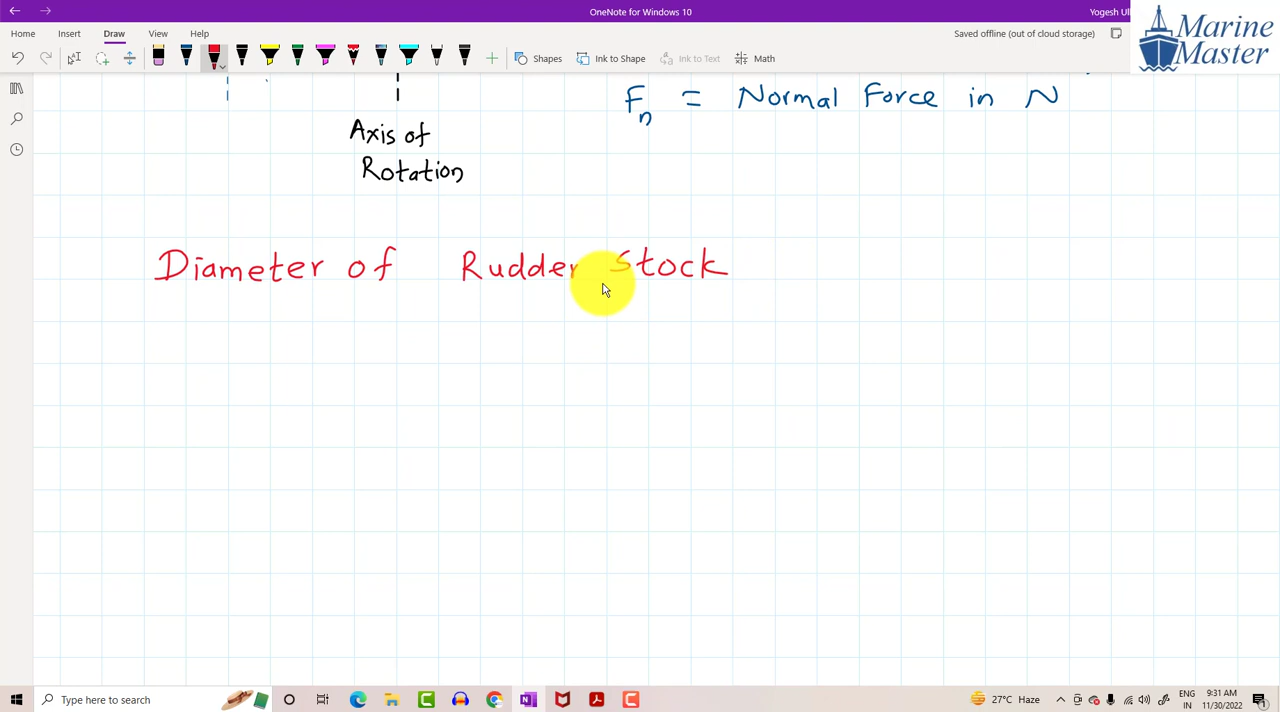 OneNote for Windows 10
Yogesh Ul
Home Insert Draw View Help
Saved offline (out of cloud storage)
Marine Master
Shapes Ink to Shape Ink to Text Math
Fn = Normal Force in N
Axis of
Rotation
Diameter of Rudder Stock
Type here to search
27°C Haze
ENG
IN
9:31 AM
11/30/2022